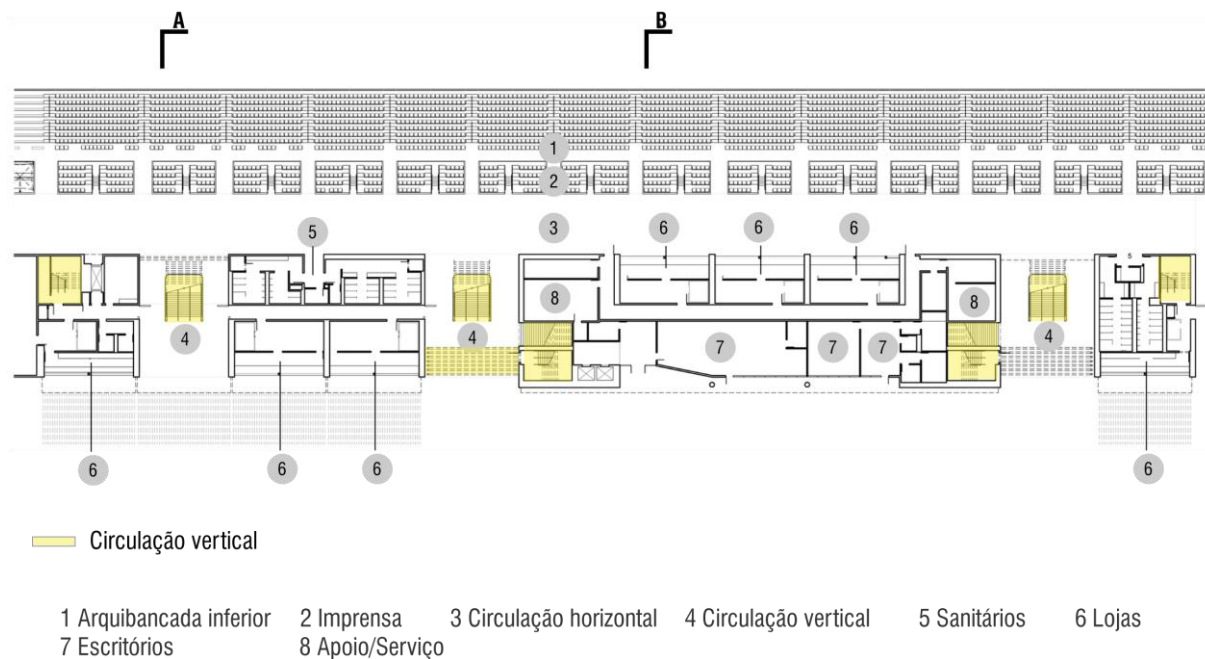 A B
1
2
5 3 6 6 6
5
8 8
4 4 7 7 7 4
6 6 6 6
Circulação vertical
1 Arquibancada inferior 2 Imprensa 3 Circulação horizontal 4 Circulação vertical 5 Sanitários 6 Lojas
7 Escritórios 8 Apoio/Serviço